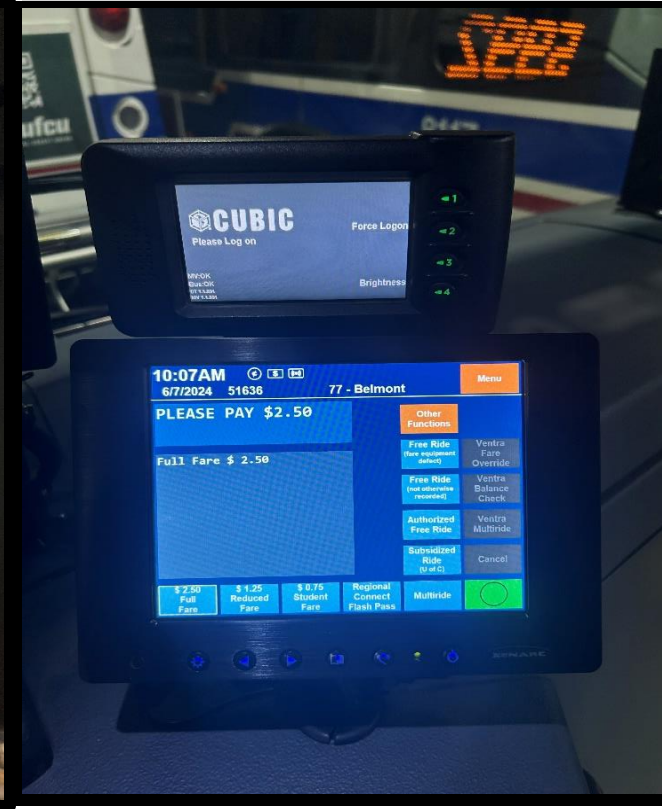 ufcu
CUBIC
Please Log on
Force Logon
MV:OK
Bus:OK
Brightness
1
2
3
4
10:07AM
6/7/2024 51636 77 - Belmont
Menu
PLEASE PAY $2.50
Full Fare $ 2.50
Other
Functions
Free Ride
(fare equipment
defect)
Ventra
Fare
Override
Free Ride
(not otherwise
recorded)
Ventra
Balance
Check
Authorized
Free Ride
Ventra
Multiride
Subsidized
Ride
(U of C)
Cancel
$ 2.50
Full
Fare
$ 1.25
Reduced
Fare
$ 0.75
Student
Fare
Regional
Connect
Flash Pass
Multiride